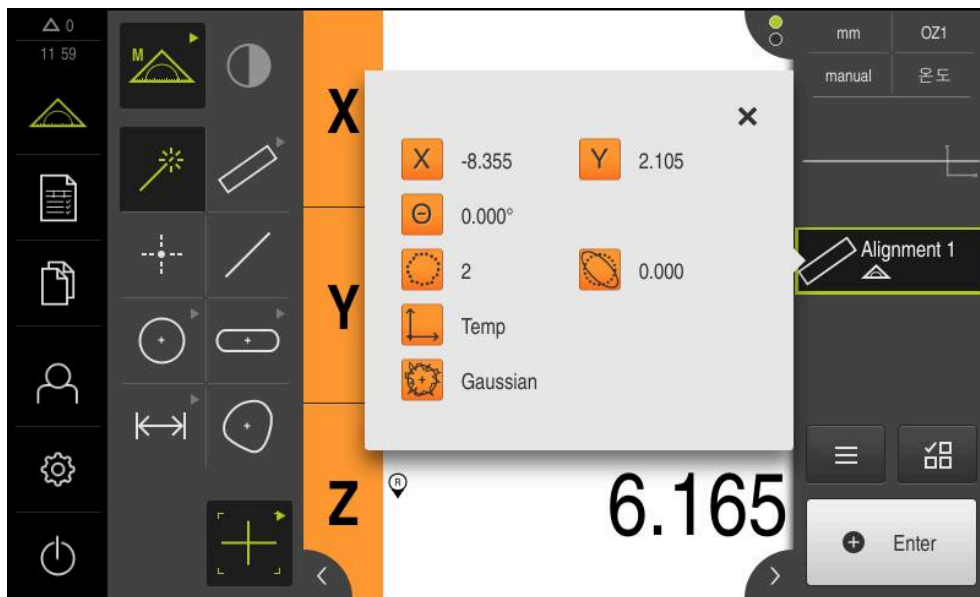 0
11 59
M
X
Y
Z
R
6.165
X -8.355 Y 2.105
Θ 0.000°
2 0.000
Temp
Gaussian
mm OZ1
manual 온도
Alignment 1
Enter